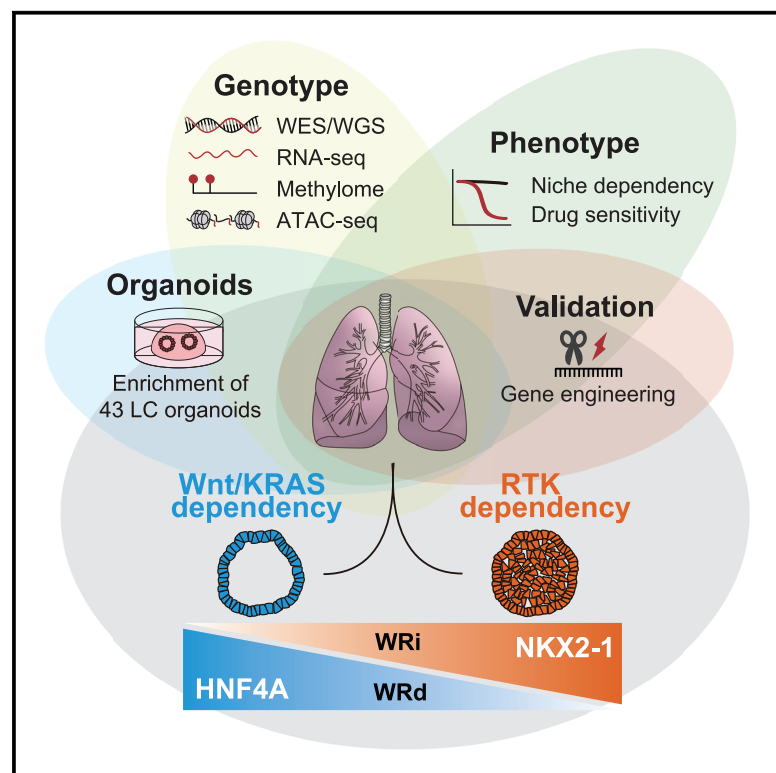 Genotype
WES/WGS
RNA-seq
Methylome
ATAC-seq
Phenotype
Niche dependency
Drug sensitivity
Organoids
Enrichment of
43 LC organoids
Validation
Gene engineering
Wnt/KRAS
dependency
RTK
dependency
WRi
NKX2-1
HNF4A
WRd